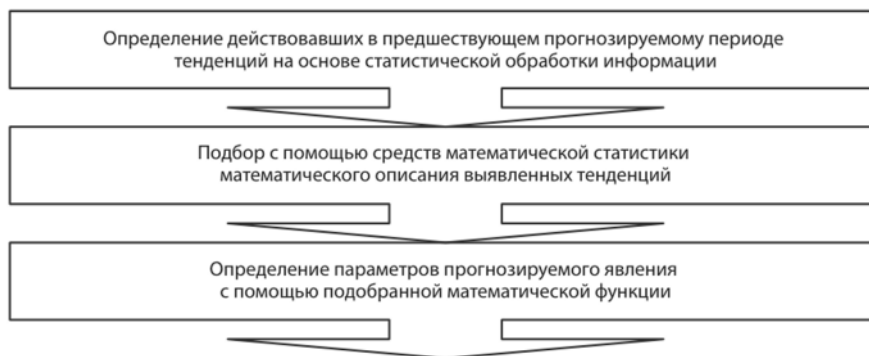 Определение действовавших в предшествующем прогнозируемому периоде
тенденций на основе статистической обработки информации
Подбор с помощью средств математической статистики
математического описания выявленных тенденций
Определение параметров прогнозируемого явления
с помощью подобранной математической функции